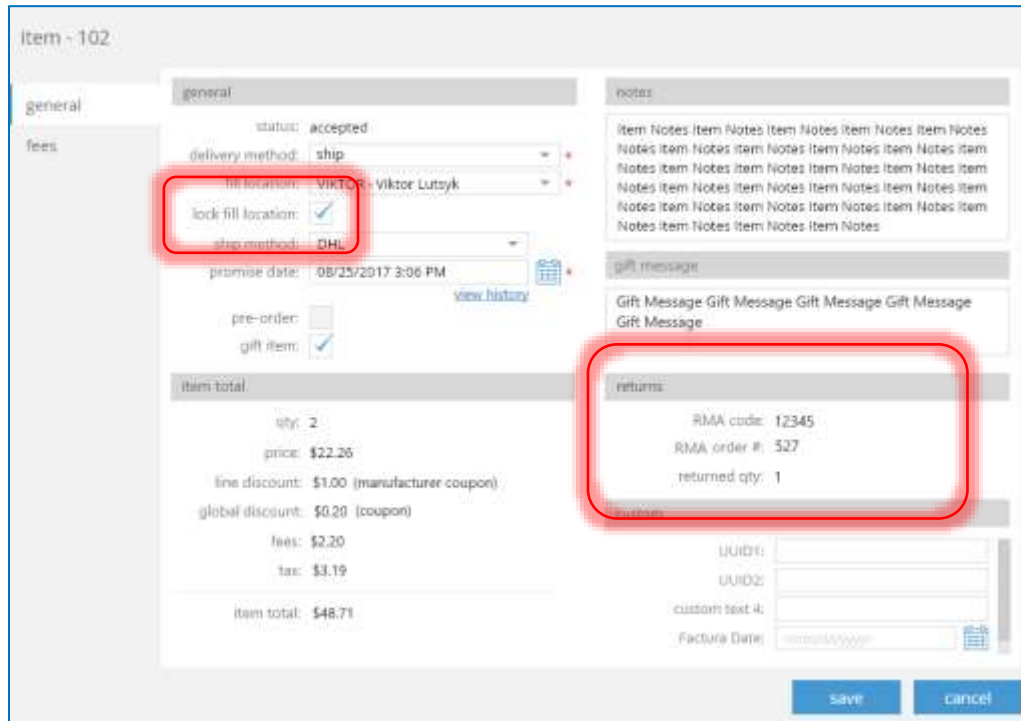 item - 102
general
fees
general
status: accepted
delivery method: ship
fill location: VIKTOR - Viktor Lutsyk
lock fill location:
ship method: DHL
promise date: 08/25/2017 3:06 PM
view history
pre-order:
gift item:
item total
qty: 2
price: $22.26
line discount: $1.00 (manufacturer coupon)
global discount: $0.20 (coupon)
fees: $2.20
tax: $3.19
item total: $48.71
notes
Item Notes Item Notes Item Notes Item Notes Item Notes
Notes Item Notes Item Notes Item Notes Item Notes Item
Notes Item Notes Item Notes Item Notes Item Notes Item
Notes Item Notes Item Notes Item Notes Item Notes Item
Notes Item Notes Item Notes Item Notes Item Notes Item
Notes Item Notes Item Notes Item Notes
gift message
Gift Message Gift Message Gift Message Gift Message
Gift Message
returns
RMA code: 12345
RMA order #: 527
returned qty: 1
custom
UUID1:
UUID2:
custom text 4:
Factura Date: mm/dd/yyyy
save
cancel